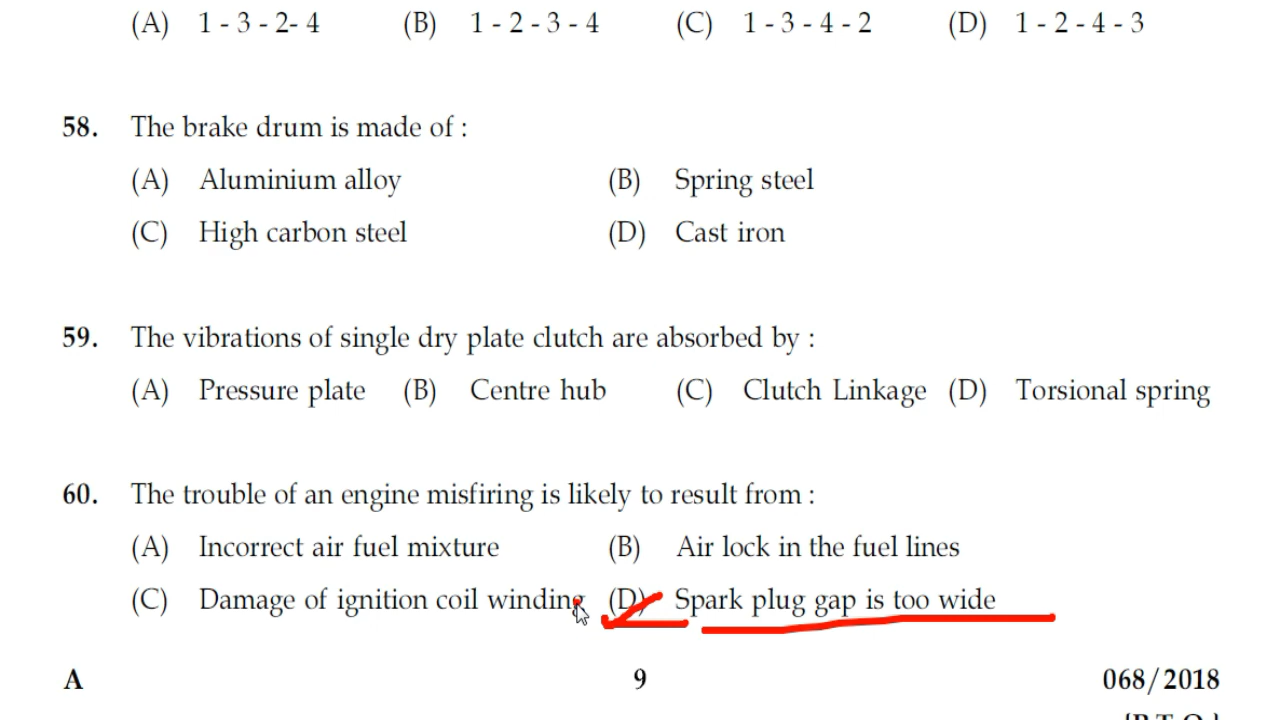 (A) 1 - 3 - 2- 4 (B) 1 - 2 - 3 - 4 (C) 1 - 3 - 4 - 2 (D) 1 - 2 - 4 - 3
58. The brake drum is made of :
(A) Aluminium alloy (B) Spring steel
(C) High carbon steel (D) Cast iron
59. The vibrations of single dry plate clutch are absorbed by :
(A) Pressure plate (B) Centre hub (C) Clutch Linkage (D) Torsional spring
60. The trouble of an engine misfiring is likely to result from :
(A) Incorrect air fuel mixture (B) Air lock in the fuel lines
(C) Damage of ignition coil winding (D) Spark plug gap is too wide
A 9 068/2018
{P.T.O.}